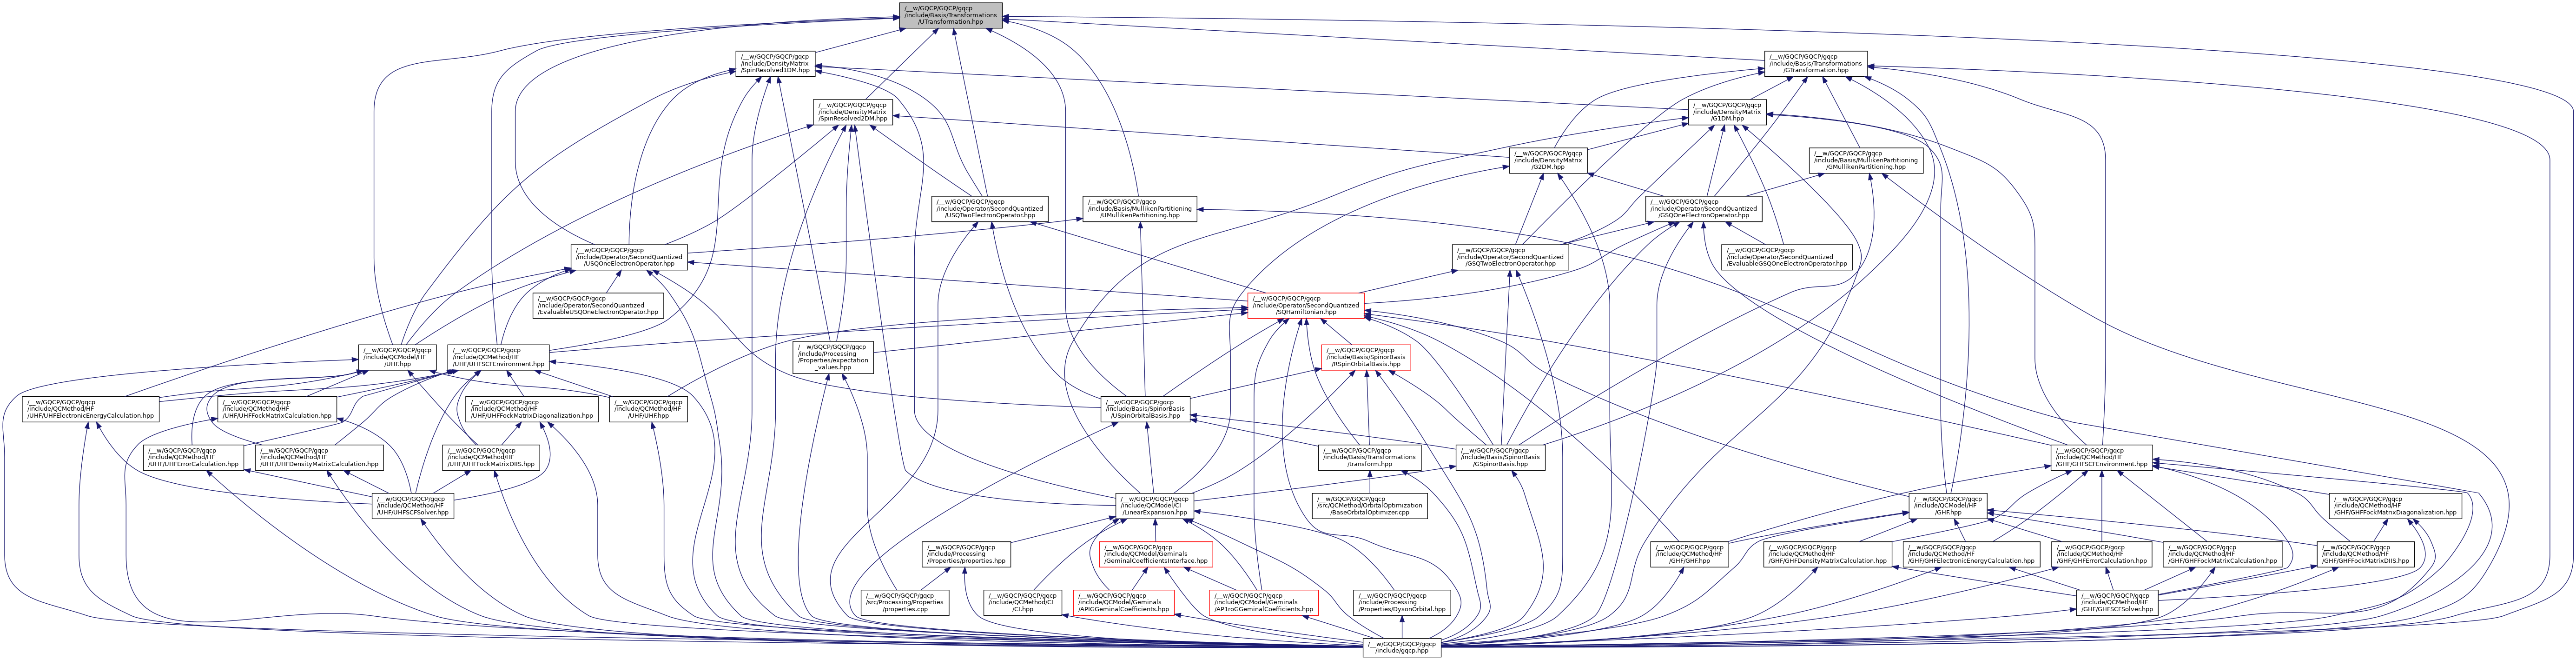 /__w/GQCP/GQCP/gqcp
/include/Basis/Transformations
/UTransformation.hpp
/__w/GQCP/GQCP/gqcp
/include/DensityMatrix
/SpinResolved1DM.hpp
/__w/GQCP/GQCP/gqcp
/include/Basis/Transformations
/GTransformation.hpp
/__w/GQCP/GQCP/gqcp
/include/DensityMatrix
/SpinResolved2DM.hpp
/__w/GQCP/GQCP/gqcp
/include/DensityMatrix
/G1DM.hpp
/__w/GQCP/GQCP/gqcp
/include/DensityMatrix
/G2DM.hpp
/__w/GQCP/GQCP/gqcp
/include/Basis/MullikenPartitioning
/GMullikenPartitioning.hpp
/__w/GQCP/GQCP/gqcp
/include/Operator/SecondQuantized
/USQTwoElectronOperator.hpp
/__w/GQCP/GQCP/gqcp
/include/Basis/MullikenPartitioning
/UMullikenPartitioning.hpp
/__w/GQCP/GQCP/gqcp
/include/Operator/SecondQuantized
/GSQOneElectronOperator.hpp
/__w/GQCP/GQCP/gqcp
/include/Operator/SecondQuantized
/USQOneElectronOperator.hpp
/__w/GQCP/GQCP/gqcp
/include/Operator/SecondQuantized
/GSQTwoElectronOperator.hpp
/__w/GQCP/GQCP/gqcp
/include/Operator/SecondQuantized
/EvaluableGSQOneElectronOperator.hpp
/__w/GQCP/GQCP/gqcp
/include/Operator/SecondQuantized
/EvaluableUSQOneElectronOperator.hpp
/__w/GQCP/GQCP/gqcp
/include/Operator/SecondQuantized
/SQHamiltonian.hpp
/__w/GQCP/GQCP/gqcp
/include/QCModel/HF
/UHF.hpp
/__w/GQCP/GQCP/gqcp
/include/QCMethod/HF
/UHF/UHFSCFEnvironment.hpp
/__w/GQCP/GQCP/gqcp
/include/Processing
/Properties/expectation
_values.hpp
/__w/GQCP/GQCP/gqcp
/include/Basis/SpinorBasis
/RSpinOrbitalBasis.hpp
/__w/GQCP/GQCP/gqcp
/include/QCMethod/HF
/UHF/UHFElectronicEnergyCalculation.hpp
/__w/GQCP/GQCP/gqcp
/include/QCMethod/HF
/UHF/UHFFockMatrixCalculation.hpp
/__w/GQCP/GQCP/gqcp
/include/QCMethod/HF
/UHF/UHFFockMatrixDiagonalization.hpp
/__w/GQCP/GQCP/gqcp
/include/QCMethod/HF
/UHF/UHF.hpp
/__w/GQCP/GQCP/gqcp
/include/Basis/SpinorBasis
/USpinOrbitalBasis.hpp
/__w/GQCP/GQCP/gqcp
/include/QCMethod/HF
/UHF/UHFErrorCalculation.hpp
/__w/GQCP/GQCP/gqcp
/include/QCMethod/HF
/UHF/UHFDensityMatrixCalculation.hpp
/__w/GQCP/GQCP/gqcp
/include/QCMethod/HF
/UHF/UHFFockMatrixDIIS.hpp
/__w/GQCP/GQCP/gqcp
/include/Basis/Transformations
/transform.hpp
/__w/GQCP/GQCP/gqcp
/include/Basis/SpinorBasis
/GSpinorBasis.hpp
/__w/GQCP/GQCP/gqcp
/include/QCMethod/HF
/GHF/GHFSCFEnvironment.hpp
/__w/GQCP/GQCP/gqcp
/include/QCMethod/HF
/UHF/UHFSCFSolver.hpp
/__w/GQCP/GQCP/gqcp
/include/QCModel/CI
/LinearExpansion.hpp
/__w/GQCP/GQCP/gqcp
/src/QCMethod/OrbitalOptimization
/BaseOrbitalOptimizer.cpp
/__w/GQCP/GQCP/gqcp
/include/QCModel/HF
/GHF.hpp
/__w/GQCP/GQCP/gqcp
/include/QCMethod/HF
/GHF/GHFFockMatrixDiagonalization.hpp
/__w/GQCP/GQCP/gqcp
/include/Processing
/Properties/properties.hpp
/__w/GQCP/GQCP/gqcp
/include/QCModel/Geminals
/GeminalCoefficientsInterface.hpp
/__w/GQCP/GQCP/gqcp
/include/QCMethod/HF
/GHF/GHF.hpp
/__w/GQCP/GQCP/gqcp
/include/QCMethod/HF
/GHF/GHFDensityMatrixCalculation.hpp
/__w/GQCP/GQCP/gqcp
/include/QCMethod/HF
/GHF/GHFElectronicEnergyCalculation.hpp
/__w/GQCP/GQCP/gqcp
/include/QCMethod/HF
/GHF/GHFErrorCalculation.hpp
/__w/GQCP/GQCP/gqcp
/include/QCMethod/HF
/GHF/GHFFockMatrixCalculation.hpp
/__w/GQCP/GQCP/gqcp
/include/QCMethod/HF
/GHF/GHFFockMatrixDIIS.hpp
/__w/GQCP/GQCP/gqcp
/src/Processing/Properties
/properties.cpp
/__w/GQCP/GQCP/gqcp
/include/QCMethod/CI
/CI.hpp
/__w/GQCP/GQCP/gqcp
/include/QCModel/Geminals
/APIGGeminalCoefficients.hpp
/__w/GQCP/GQCP/gqcp
/include/QCModel/Geminals
/AP1roGGeminalCoefficients.hpp
/__w/GQCP/GQCP/gqcp
/include/Processing
/Properties/DysonOrbital.hpp
/__w/GQCP/GQCP/gqcp
/include/QCMethod/HF
/GHF/GHFSCFSolver.hpp
/__w/GQCP/GQCP/gqcp
/include/gqcp.hpp